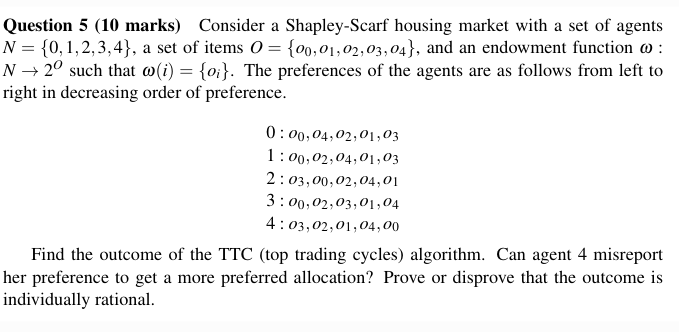 Question 5 (10 marks) Consider a Shapley-Scarf housing market with a set of agents
N = {0,1,2,3,4}, a set of items O = {o₀,o₁,o₂,o₃,o₄}, and an endowment function ω :
N → 2ᴼ such that ω(i) = {oᵢ}. The preferences of the agents are as follows from left to
right in decreasing order of preference.
0 : o₀,o₄,o₂,o₁,o₃
1 : o₀,o₂,o₄,o₁,o₃
2 : o₃,o₀,o₂,o₄,o₁
3 : o₀,o₂,o₃,o₁,o₄
4 : o₃,o₂,o₁,o₄,o₀
Find the outcome of the TTC (top trading cycles) algorithm. Can agent 4 misreport
her preference to get a more preferred allocation? Prove or disprove that the outcome is
individually rational.